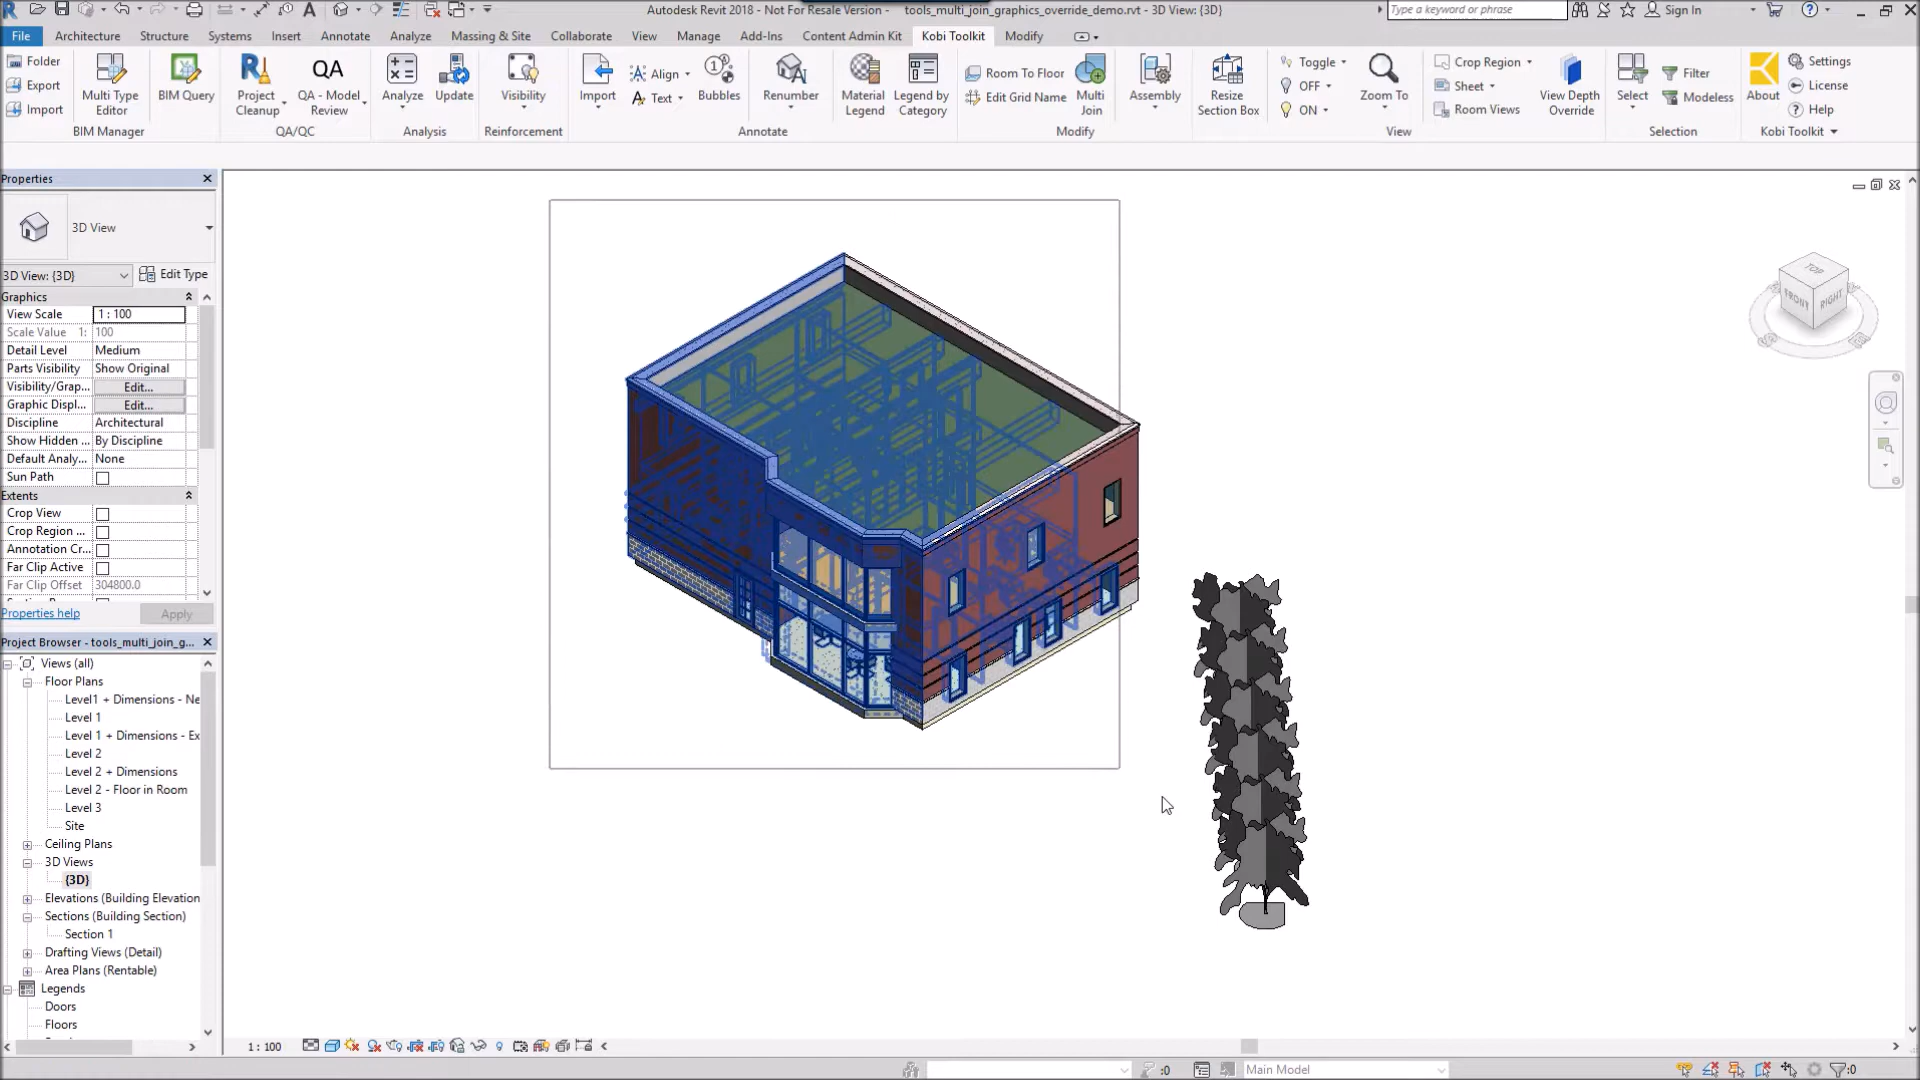 Autodesk Revit 2018 - Not For Resale Version - tools_multi_join_graphics_override_demo.rvt - 3D View: {3D}
Type a keyword or phrase
Sign In
File Architecture Structure Systems Insert Annotate Analyze Massing & Site Collaborate View Manage Add-Ins Content Admin Kit Kobi Toolkit Modify
Folder
Export
Import
Multi Type Editor
BIM Query
Project Cleanup
QA
QA - Model Review
Analyze
Update
Visibility
Import
Align
Text
Bubbles
Renumber
Material Legend
Legend by Category
Room To Floor
Edit Grid Name
Multi Join
Assembly
Resize Section Box
Toggle
OFF
ON
Zoom To
Crop Region
Sheet
Room Views
View Depth Override
Select
Filter
Modeless
About
Settings
License
Help
BIM Manager QA/QC Analysis Reinforcement Annotate Modify View Selection Kobi Toolkit
Properties
3D View
3D View: {3D} Edit Type
Graphics
View Scale 1 : 100
Scale Value 1: 100
Detail Level Medium
Parts Visibility Show Original
Visibility/Grap... Edit...
Graphic Displ... Edit...
Discipline Architectural
Show Hidden ... By Discipline
Default Analy... None
Sun Path
Extents
Crop View
Crop Region ...
Annotation Cr...
Far Clip Active
Far Clip Offset 304800.0
Properties help Apply
Project Browser - tools_multi_join_g...
Views (all)
Floor Plans
Level1 + Dimensions - Ne
Level 1
Level 1 + Dimensions - Ex
Level 2
Level 2 + Dimensions
Level 2 - Floor in Room
Level 3
Site
Ceiling Plans
3D Views
{3D}
Elevations (Building Elevation
Sections (Building Section)
Section 1
Drafting Views (Detail)
Area Plans (Rentable)
Legends
Doors
Floors
TOP
FRONT RIGHT
1 : 100
:0 Main Model :0